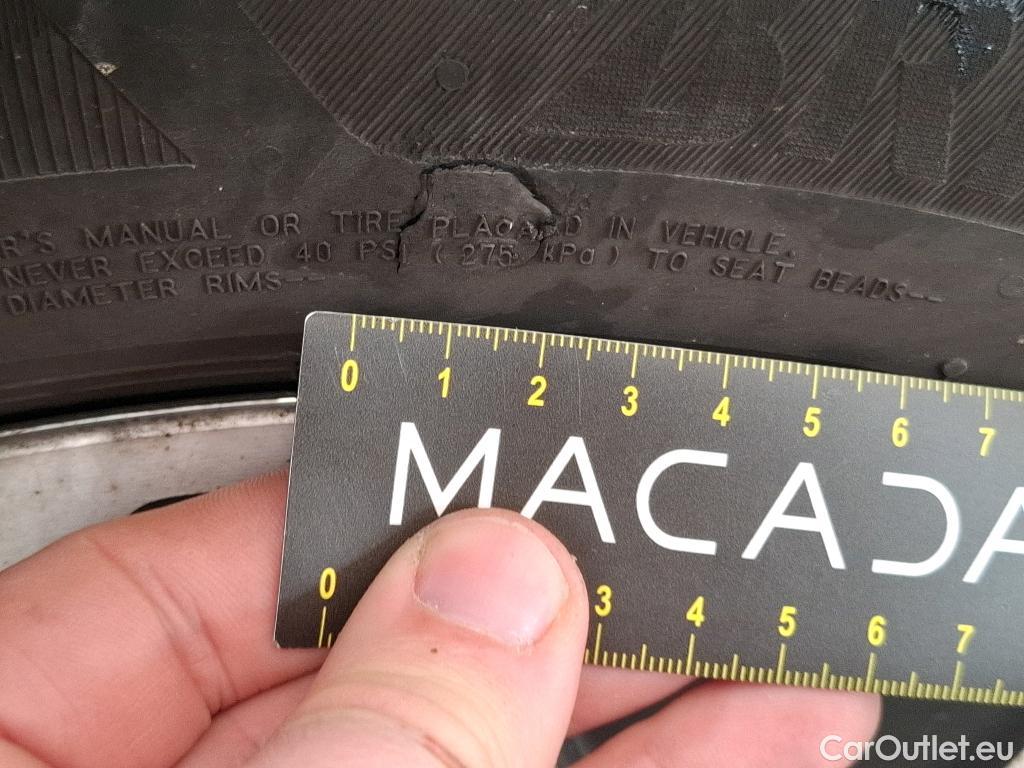 BRI
R'S MANUAL OR TIRE PLACARD IN VEHICLE.
NEVER EXCEED 40 PSI (275 kPa) TO SEAT BEADS--
DIAMETER RIMS--
0 1 2 3 4 5 6 7
MACADA
0 3 4 5 6 7
CarOutlet.eu